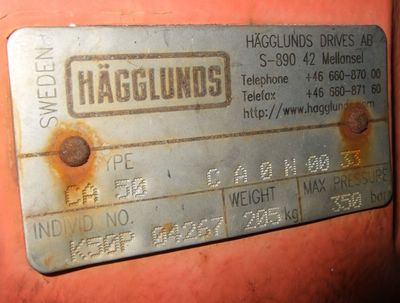 SWEDEN
HÄGGLUNDS
HÄGGLUNDS DRIVES AB
S-890 42 Mellansel
Telephone +46 660-870 00
Telefax +46 660-871 60
http://www.hagglunds.com
TYPE
CA 50 C A 0 N 00 33
INDIVID NO.
K50P 04267
WEIGHT
205 kg
MAX PRESSURE
350 bar